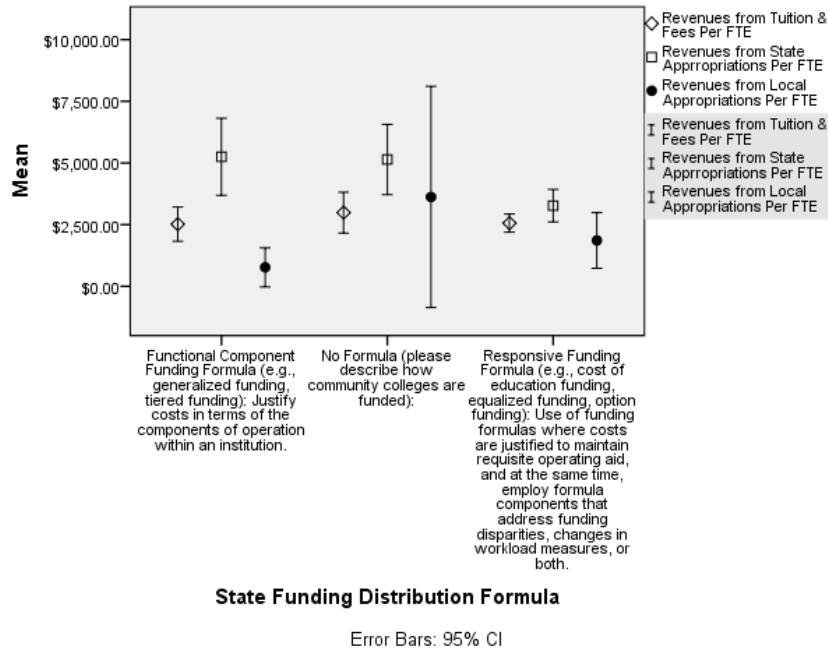 $10,000.00
$7,500.00
$5,000.00
$2,500.00
$0.00
Mean
Revenues from Tuition &
Fees Per FTE
Revenues from State
Apprropriations Per FTE
Revenues from Local
Appropriations Per FTE
Revenues from Tuition &
Fees Per FTE
Revenues from State
Apprropriations Per FTE
Revenues from Local
Appropriations Per FTE
Functional Component
Funding Formula (e.g.,
generalized funding,
tiered funding): Justify
costs in terms of the
components of operation
within an institution.
No Formula (please
describe how
community colleges are
funded):
Responsive Funding
Formula (e.g., cost of
education funding,
equalized funding, option
funding): Use of funding
formulas where costs
are justified to maintain
requisite operating aid,
and at the same time,
employ formula
components that
address funding
disparities, changes in
workload measures, or
both.
State Funding Distribution Formula
Error Bars: 95% CI